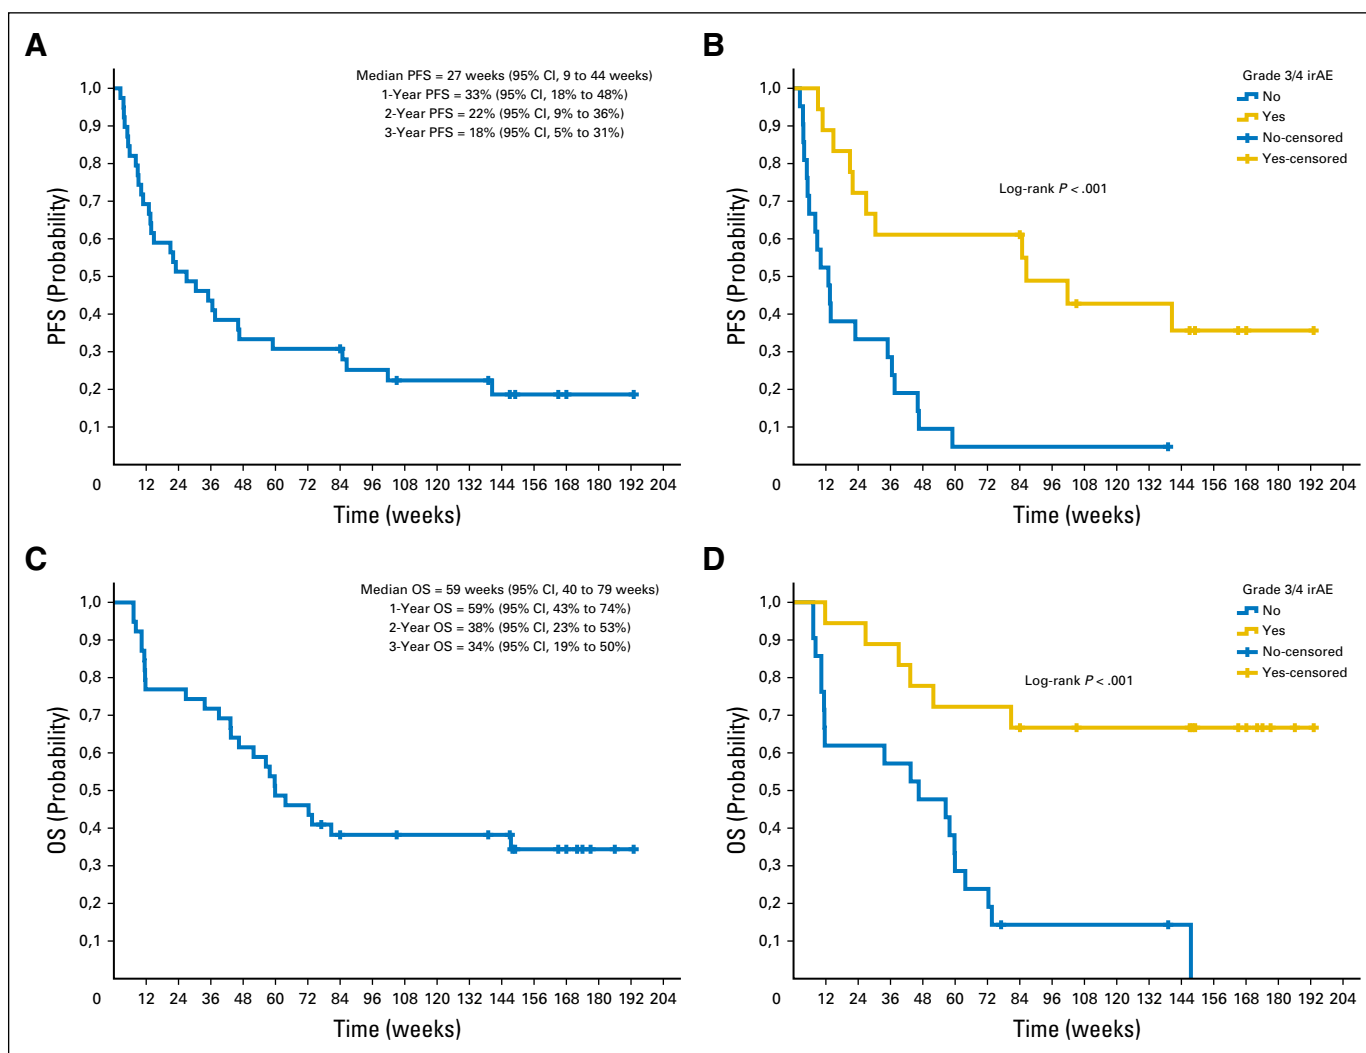 A
Median PFS = 27 weeks (95% CI, 9 to 44 weeks)
1-Year PFS = 33% (95% CI, 18% to 48%)
2-Year PFS = 22% (95% CI, 9% to 36%)
3-Year PFS = 18% (95% CI, 5% to 31%)
1,0
0,9
0,8
0,7
0,6
0,5
0,4
0,3
0,2
0,1
PFS (Probability)
0 12 24 36 48 60 72 84 96 108 120 132 144 156 168 180 192 204
Time (weeks)
B
Grade 3/4 irAE
No
Yes
No-censored
Yes-censored
Log-rank P < .001
1,0
0,9
0,8
0,7
0,6
0,5
0,4
0,3
0,2
0,1
PFS (Probability)
0 12 24 36 48 60 72 84 96 108 120 132 144 156 168 180 192 204
Time (weeks)
C
Median OS = 59 weeks (95% CI, 40 to 79 weeks)
1-Year OS = 59% (95% CI, 43% to 74%)
2-Year OS = 38% (95% CI, 23% to 53%)
3-Year OS = 34% (95% CI, 19% to 50%)
1,0
0,9
0,8
0,7
0,6
0,5
0,4
0,3
0,2
0,1
OS (Probability)
0 12 24 36 48 60 72 84 96 108 120 132 144 156 168 180 192 204
Time (weeks)
D
Grade 3/4 irAE
No
Yes
No-censored
Yes-censored
Log-rank P < .001
1,0
0,9
0,8
0,7
0,6
0,5
0,4
0,3
0,2
0,1
OS (Probability)
0 12 24 36 48 60 72 84 96 108 120 132 144 156 168 180 192 204
Time (weeks)